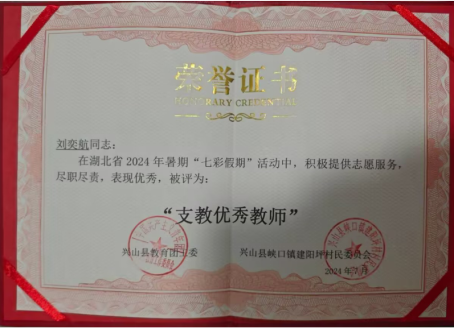 荣誉证书
HONORARY CREDENTIAL
刘奕航同志：
在湖北省2024年暑期“七彩假期”活动中，积极提供志愿服务，
尽职尽责，表现优秀，被评为：
“支教优秀教师”
兴山县教育团工委 兴山县峡口镇建阳坪村民委员会
2024年7月